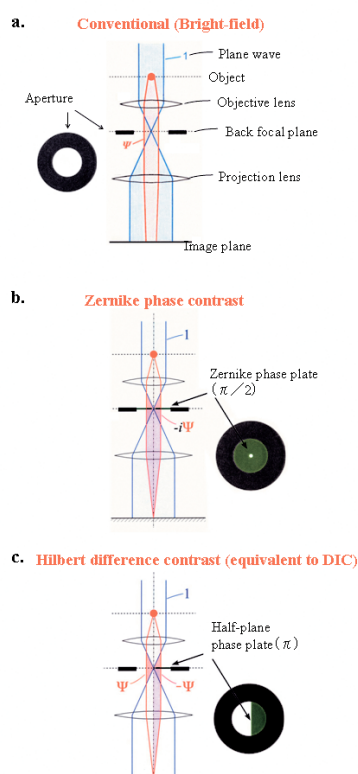 a. Conventional (Bright-field)
1 Plane wave
Object
Aperture
Objective lens
Back focal plane
Ψ
Projection lens
Image plane
b. Zernike phase contrast
1
Zernike phase plate
(π/2)
-iΨ
c. Hilbert difference contrast (equivalent to DIC)
1
Half-plane
phase plate(π)
Ψ -Ψ